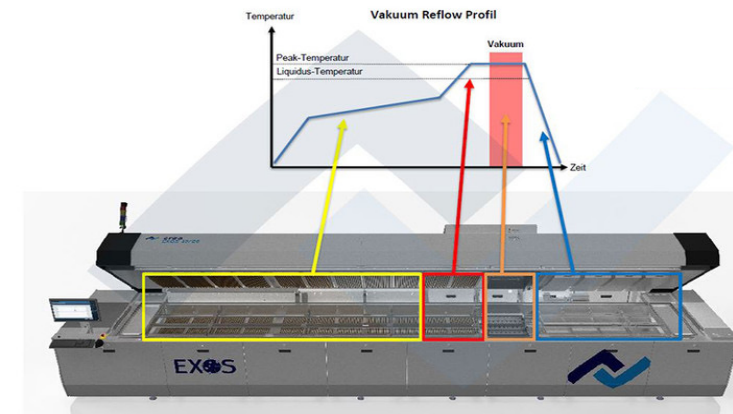 Vakuum Reflow Profil
Temperatur
Vakuum
Peak-Temperatur
Liquidus-Temperatur
Zeit
EXOS